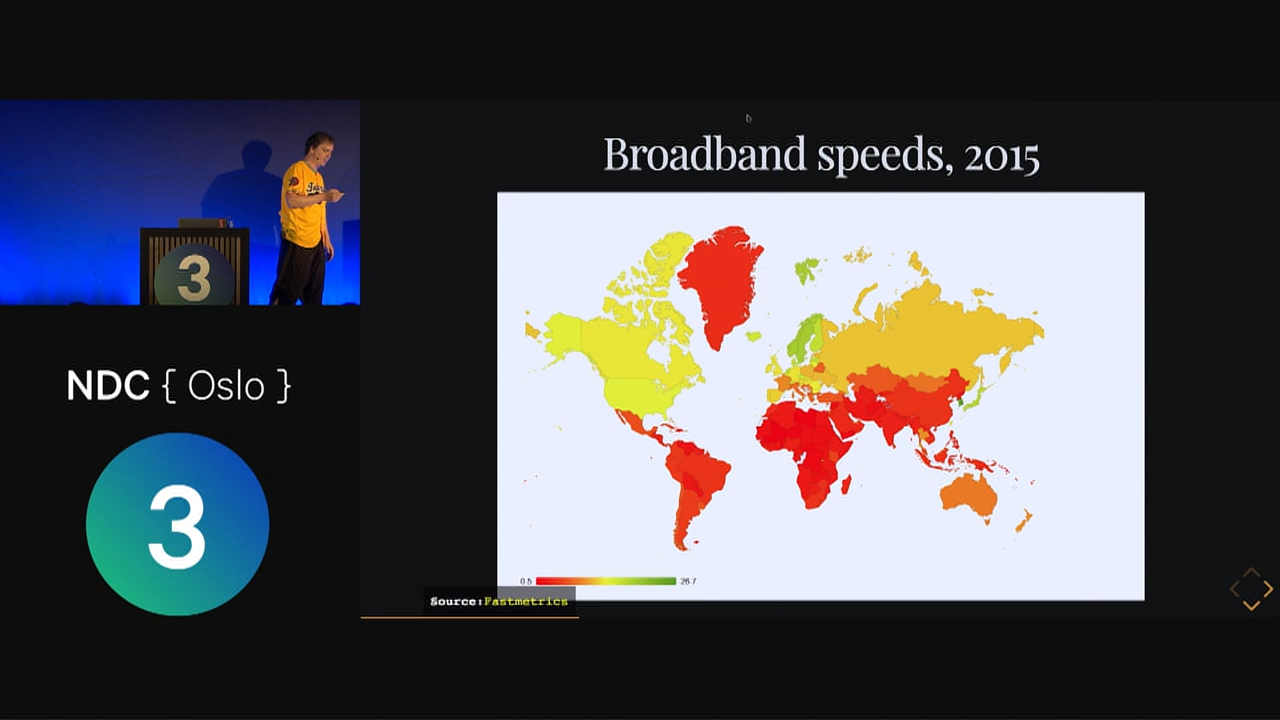 Broadband speeds, 2015
3
NDC { Oslo }
3
0.5
26.7
Source:Fastmetrics